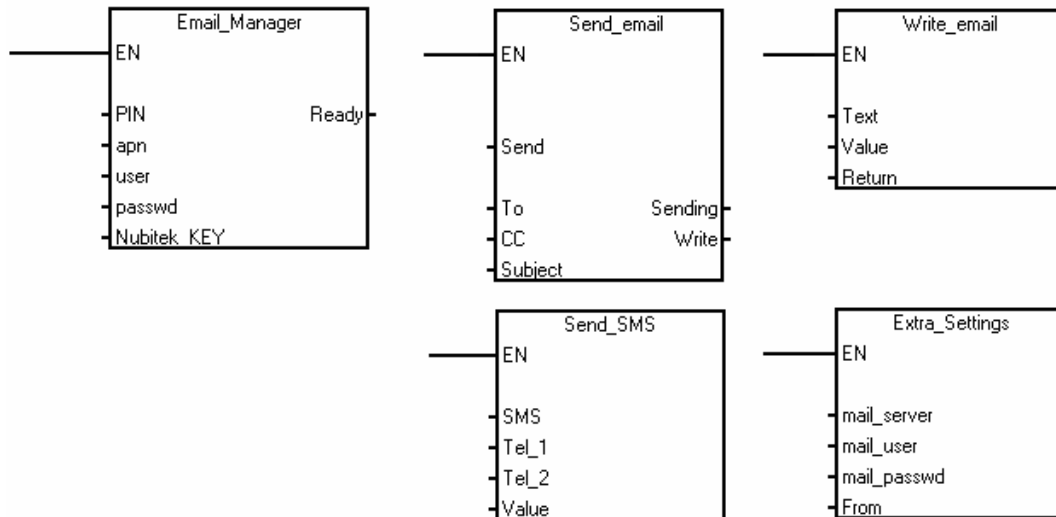 Email_Manager
EN
PIN
Ready
apn
user
passwd
Nubitek_KEY
Send_email
EN
Send
To
Sending
CC
Write
Subject
Write_email
EN
Text
Value
Return
Send_SMS
EN
SMS
Tel_1
Tel_2
Value
Extra_Settings
EN
mail_server
mail_user
mail_passwd
From